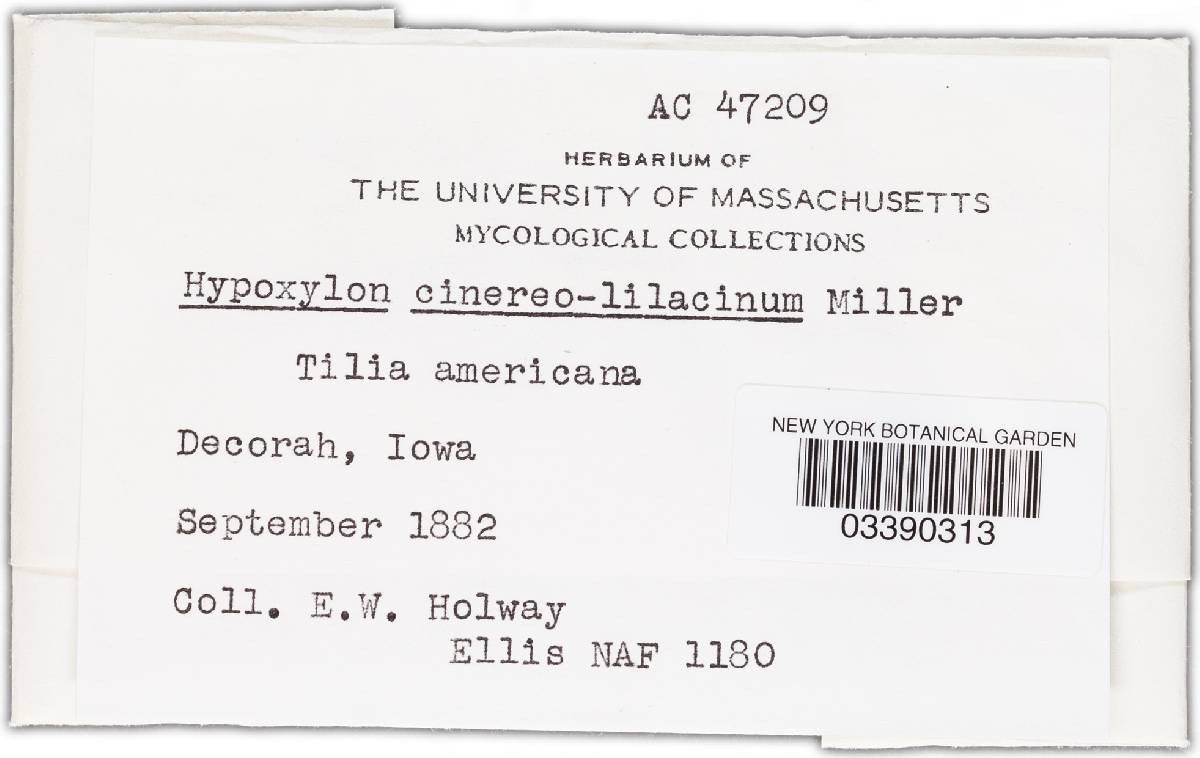 AC 47209
HERBARIUM OF
THE UNIVERSITY OF MASSACHUSETTS
MYCOLOGICAL COLLECTIONS
Hypoxylon cinereo-lilacinum Miller
Tilia americana
NEW YORK BOTANICAL GARDEN
03390313
Decorah, Iowa
September 1882
Coll. E.W. Holway
Ellis NAF 1180